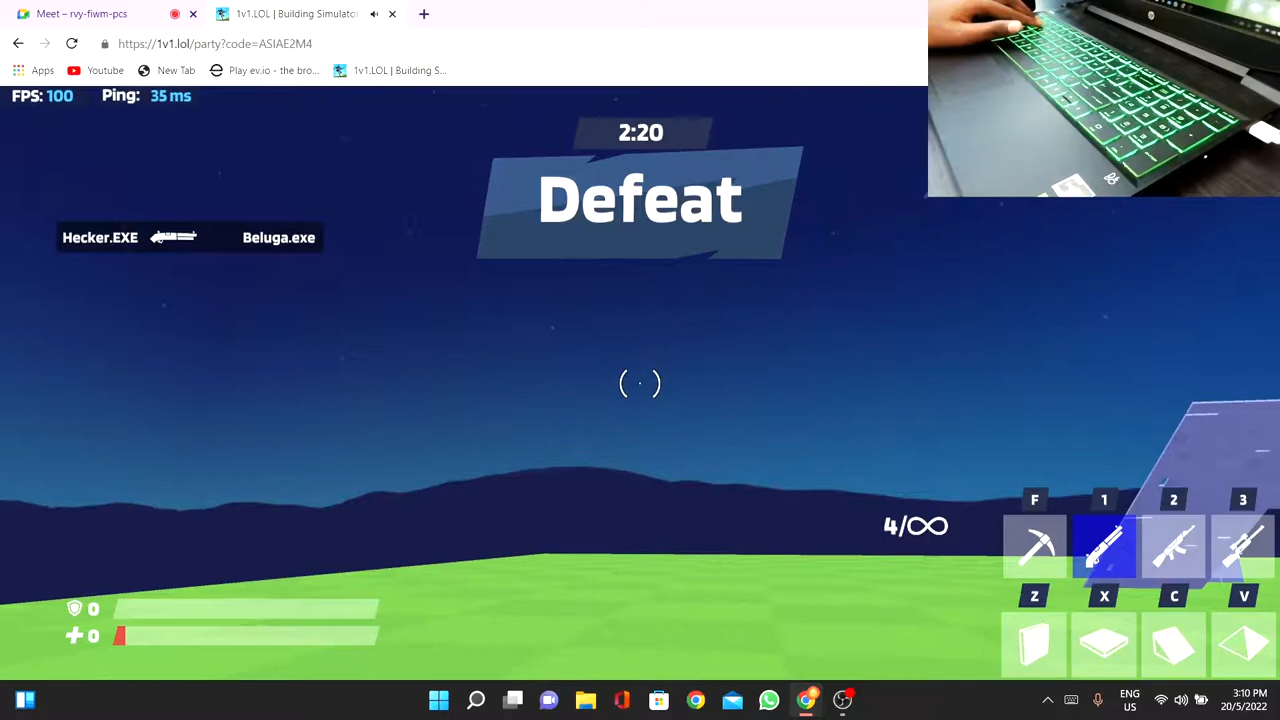 Meet – rvy-fiwm-pcs
1v1.LOL | Building Simulator
https://1v1.lol/party?code=ASIAE2M4
Apps Youtube New Tab Play ev.io - the bro... 1v1.LOL | Building S...
FPS: 100 Ping: 35 ms
2:20
Defeat
Hecker.EXE Beluga.exe
4/∞
F 1 2 3
Z X C V
0
0
ENG
US
3:10 PM
20/5/2022